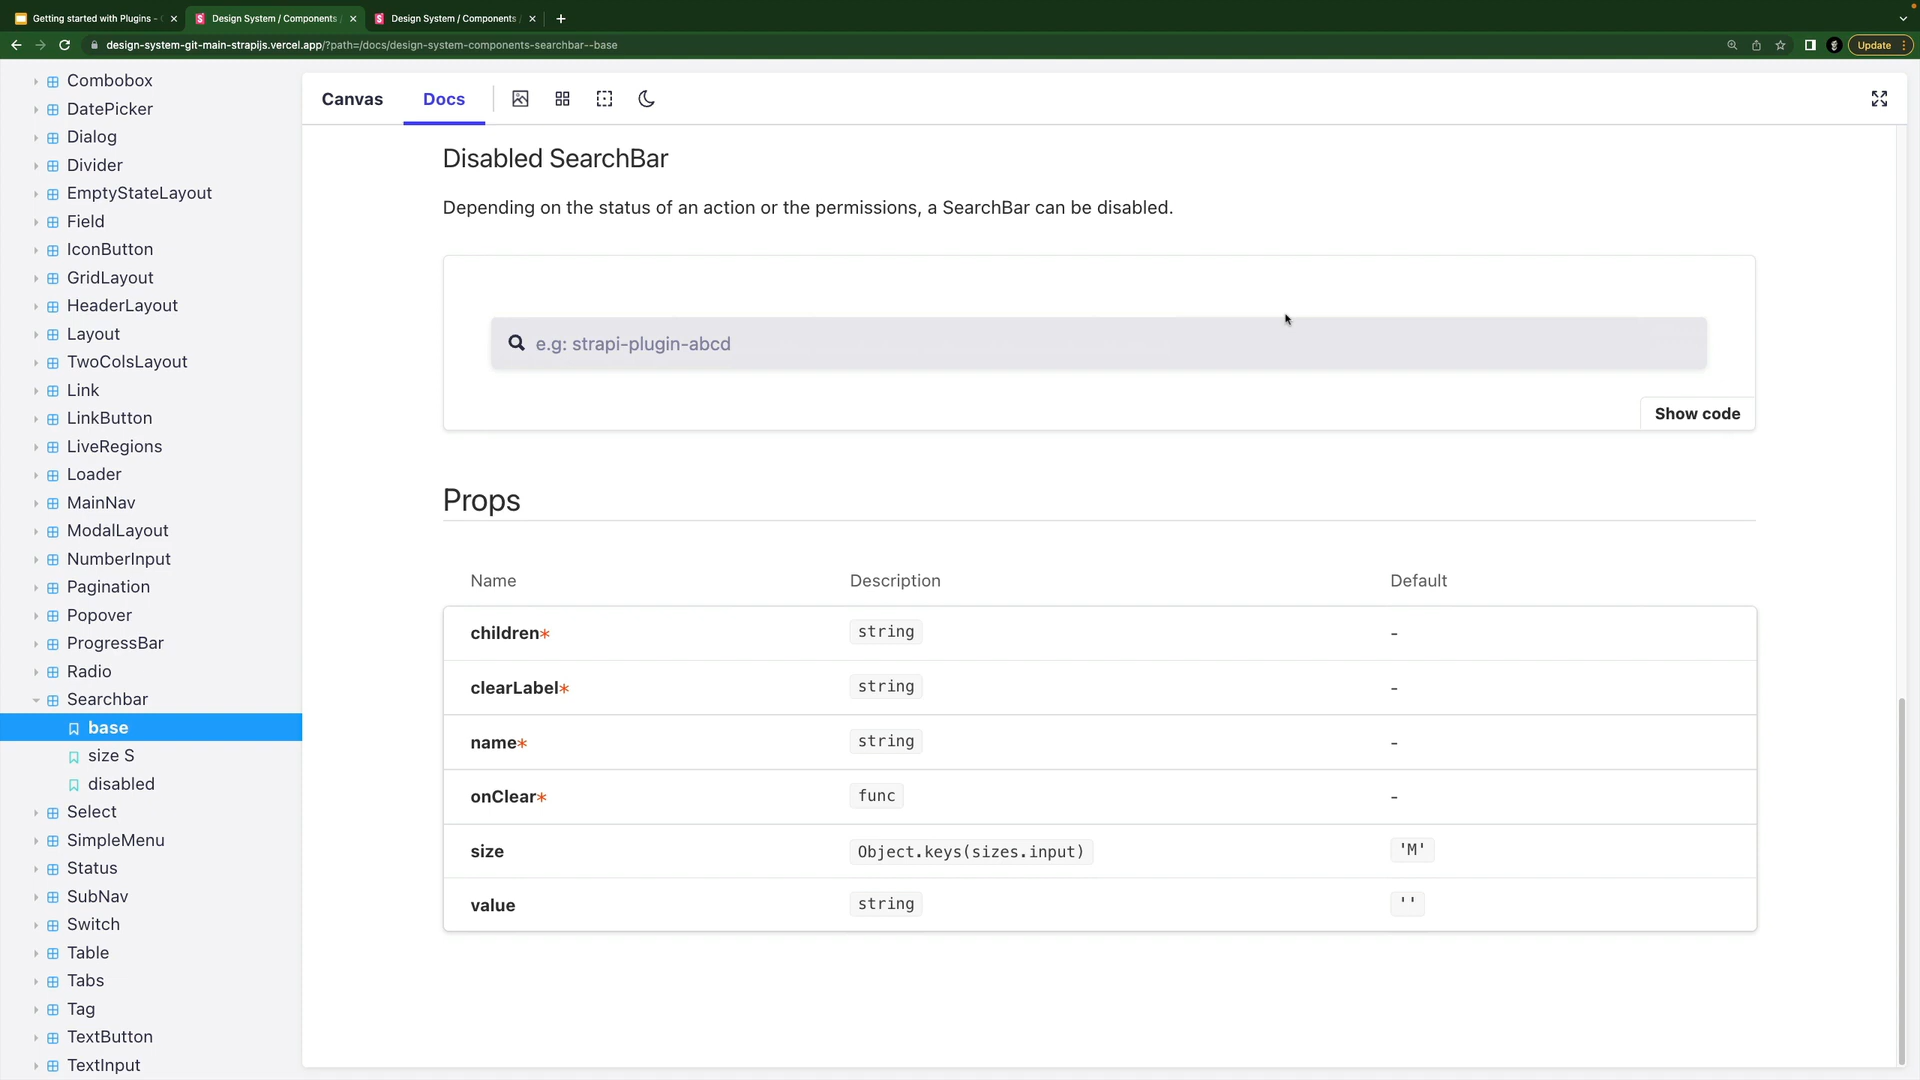 Getting started with Plugins -
Design System / Components
Design System / Components
design-system-git-main-strapijs.vercel.app/?path=/docs/design-system-components-searchbar--base
Update
Combobox
DatePicker
Dialog
Divider
EmptyStateLayout
Field
IconButton
GridLayout
HeaderLayout
Layout
TwoColsLayout
Link
LinkButton
LiveRegions
Loader
MainNav
ModalLayout
NumberInput
Pagination
Popover
ProgressBar
Radio
Searchbar
base
size S
disabled
Select
SimpleMenu
Status
SubNav
Switch
Table
Tabs
Tag
TextButton
TextInput
Canvas
Docs
Disabled SearchBar
Depending on the status of an action or the permissions, a SearchBar can be disabled.
e.g: strapi-plugin-abcd
Show code
Props
Name Description Default
children* string -
clearLabel* string -
name* string -
onClear* func -
size Object.keys(sizes.input) 'M'
value string ''